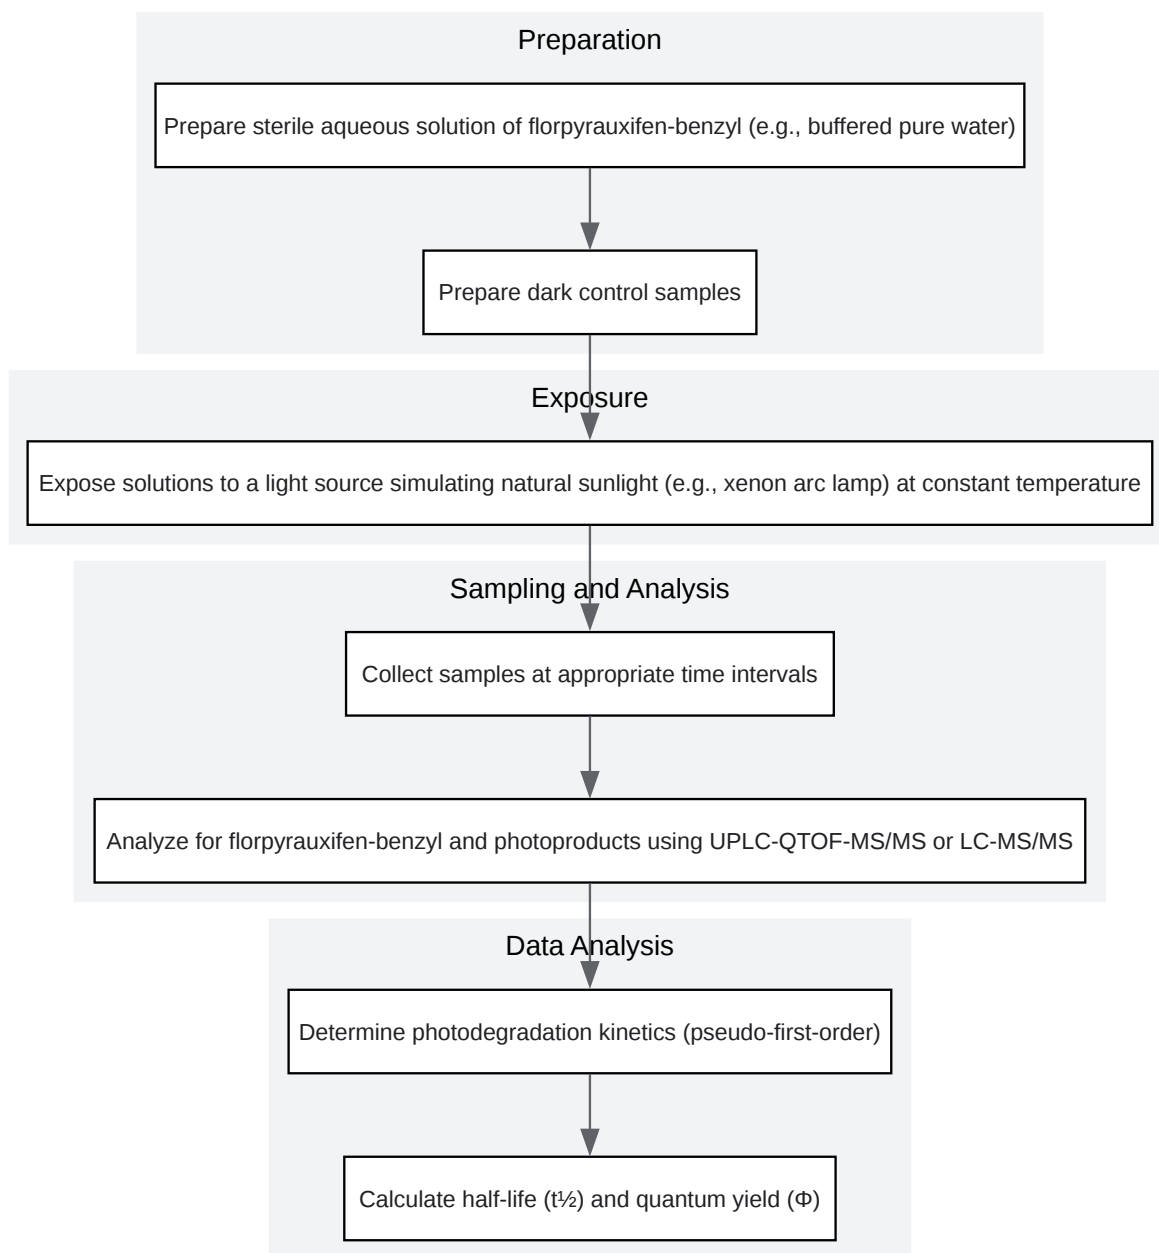 Preparation
Prepare sterile aqueous solution of florpyrauxifen-benzyl (e.g., buffered pure water)
Prepare dark control samples
Exposure
Expose solutions to a light source simulating natural sunlight (e.g., xenon arc lamp) at constant temperature
Sampling and Analysis
Collect samples at appropriate time intervals
Analyze for florpyrauxifen-benzyl and photoproducts using UPLC-QTOF-MS/MS or LC-MS/MS
Data Analysis
Determine photodegradation kinetics (pseudo-first-order)
Calculate half-life (t½) and quantum yield (Φ)